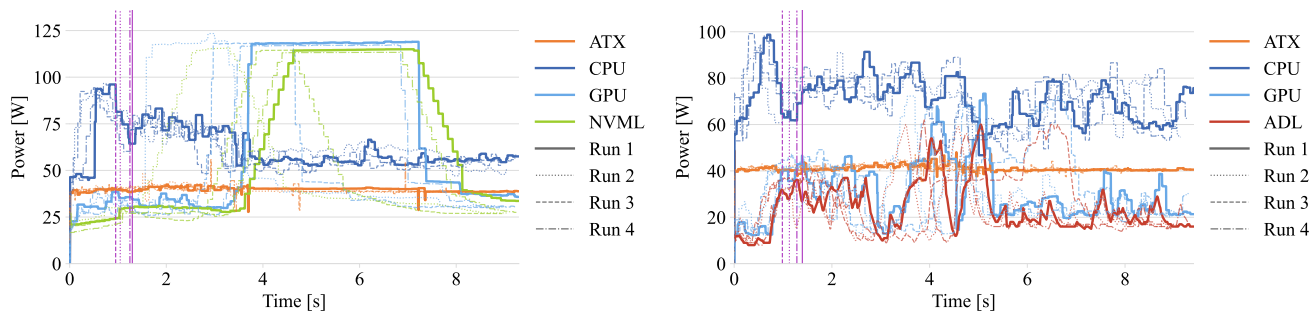 125
100
75
50
25
0
Power [W]
0
2
4
6
8
Time [s]
ATX
CPU
GPU
NVML
Run 1
Run 2
Run 3
Run 4
100
80
60
40
20
0
Power [W]
0
2
4
6
8
Time [s]
ATX
CPU
GPU
ADL
Run 1
Run 2
Run 3
Run 4